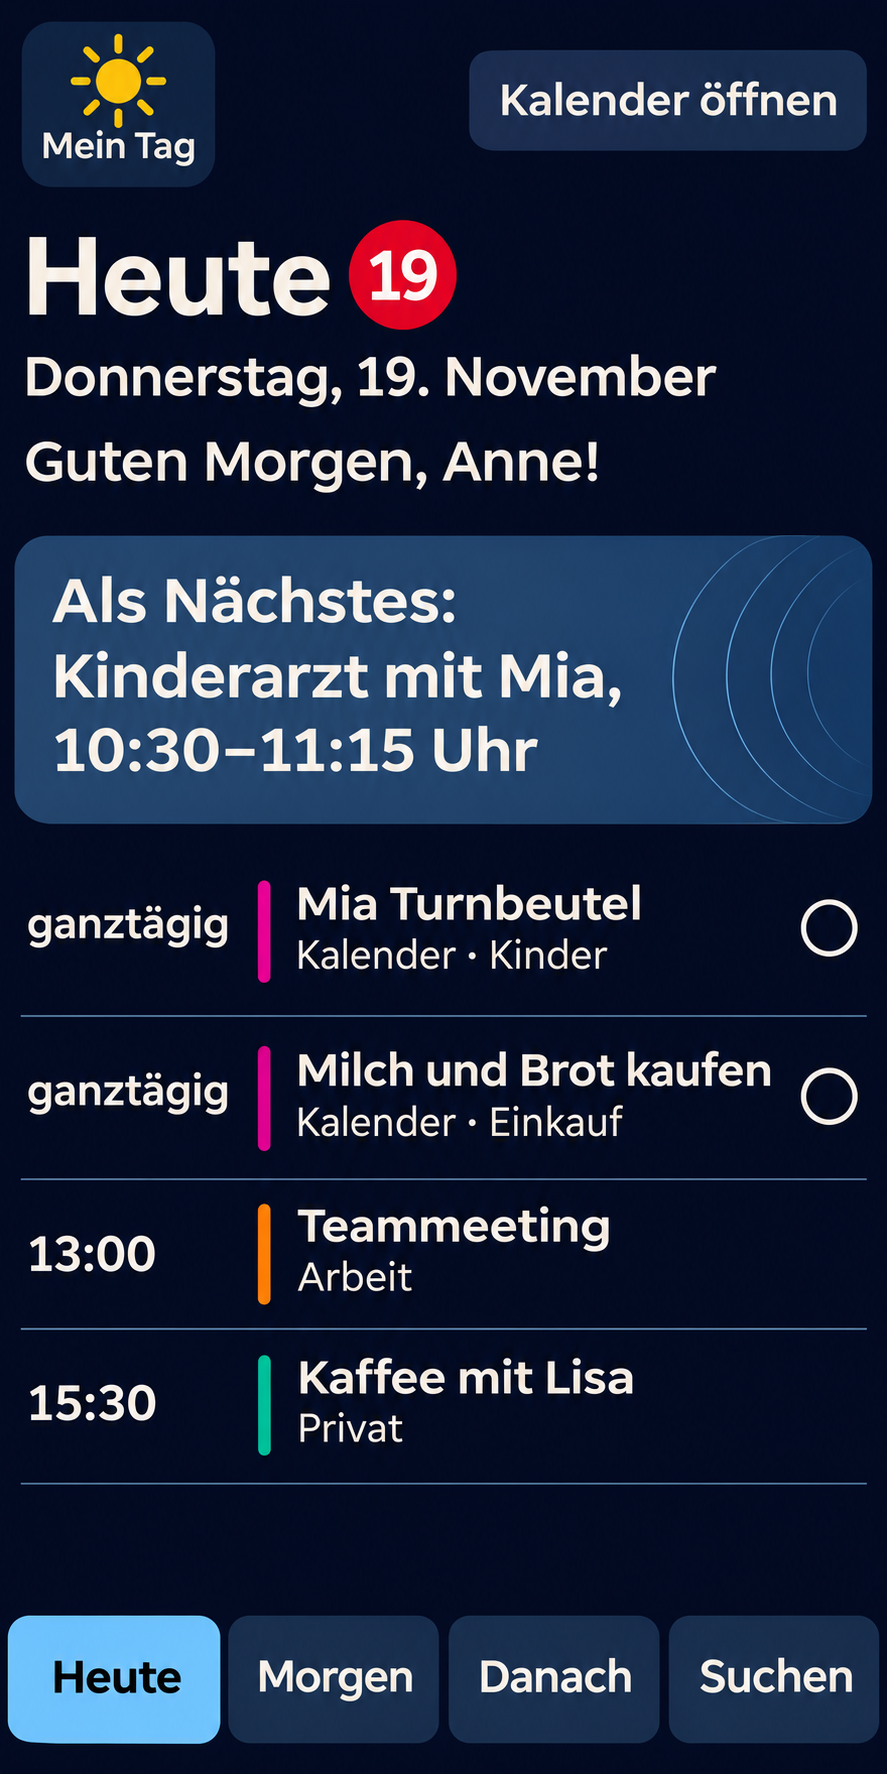 Mein Tag
Kalender öffnen
Heute 19
Donnerstag, 19. November
Guten Morgen, Anne!
Als Nächstes:
Kinderarzt mit Mia,
10:30–11:15 Uhr
ganztägig
Mia Turnbeutel
Kalender · Kinder
ganztägig
Milch und Brot kaufen
Kalender · Einkauf
13:00
Teammeeting
Arbeit
15:30
Kaffee mit Lisa
Privat
Heute
Morgen
Danach
Suchen